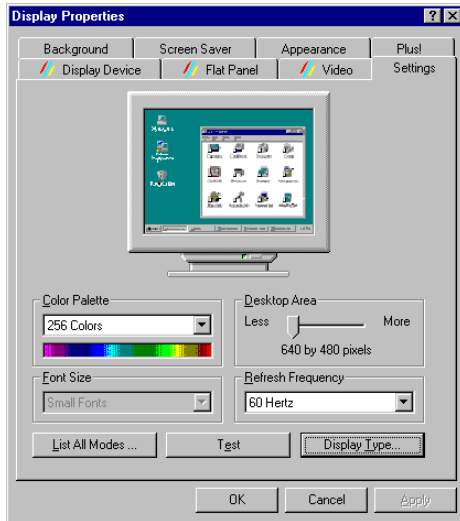 Display Properties
Background Screen Saver Appearance Plus!
Display Device Flat Panel Video Settings
Color Palette Desktop Area
256 Colors Less More
640 by 480 pixels
Font Size Refresh Frequency
Small Fonts 60 Hertz
List All Modes ... Test Display Type...
OK Cancel Apply